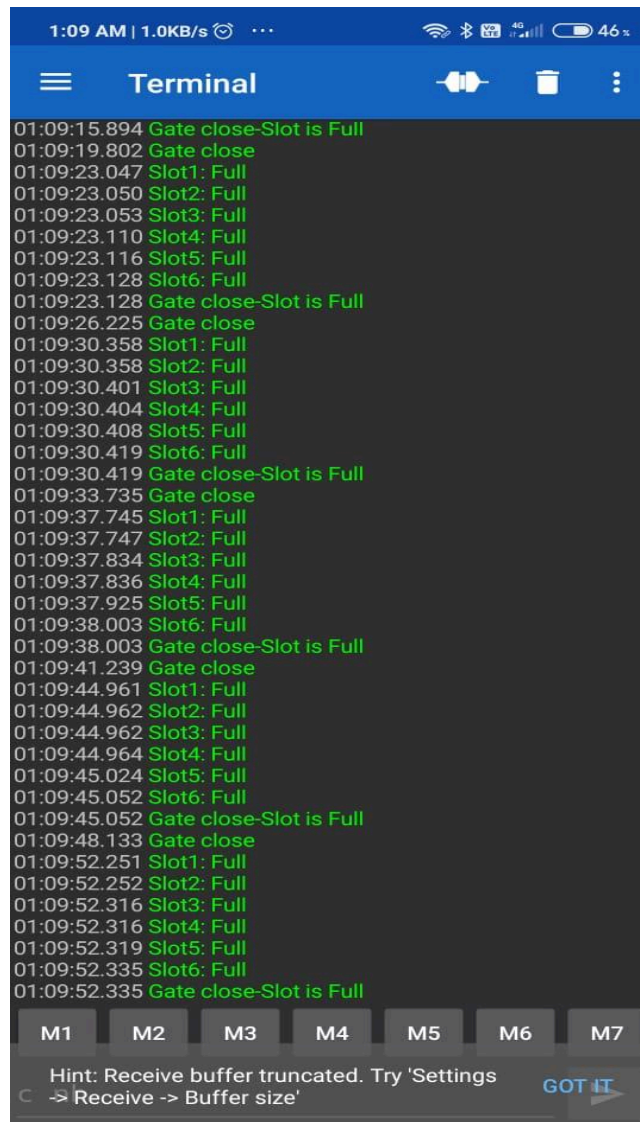 1:09 AM | 1.0KB/s ··· 4G 46%
Terminal
01:09:15.894 Gate close-Slot is Full
01:09:19.802 Gate close
01:09:23.047 Slot1: Full
01:09:23.050 Slot2: Full
01:09:23.053 Slot3: Full
01:09:23.110 Slot4: Full
01:09:23.116 Slot5: Full
01:09:23.128 Slot6: Full
01:09:23.128 Gate close-Slot is Full
01:09:26.225 Gate close
01:09:30.358 Slot1: Full
01:09:30.358 Slot2: Full
01:09:30.401 Slot3: Full
01:09:30.404 Slot4: Full
01:09:30.408 Slot5: Full
01:09:30.419 Slot6: Full
01:09:30.419 Gate close-Slot is Full
01:09:33.735 Gate close
01:09:37.745 Slot1: Full
01:09:37.747 Slot2: Full
01:09:37.834 Slot3: Full
01:09:37.836 Slot4: Full
01:09:37.925 Slot5: Full
01:09:38.003 Slot6: Full
01:09:38.003 Gate close-Slot is Full
01:09:41.239 Gate close
01:09:44.961 Slot1: Full
01:09:44.962 Slot2: Full
01:09:44.962 Slot3: Full
01:09:44.964 Slot4: Full
01:09:45.024 Slot5: Full
01:09:45.052 Slot6: Full
01:09:45.052 Gate close-Slot is Full
01:09:48.133 Gate close
01:09:52.251 Slot1: Full
01:09:52.252 Slot2: Full
01:09:52.316 Slot3: Full
01:09:52.316 Slot4: Full
01:09:52.319 Slot5: Full
01:09:52.335 Slot6: Full
01:09:52.335 Gate close-Slot is Full
M1 M2 M3 M4 M5 M6 M7
Hint: Receive buffer truncated. Try 'Settings
-> Receive -> Buffer size'
GOT IT